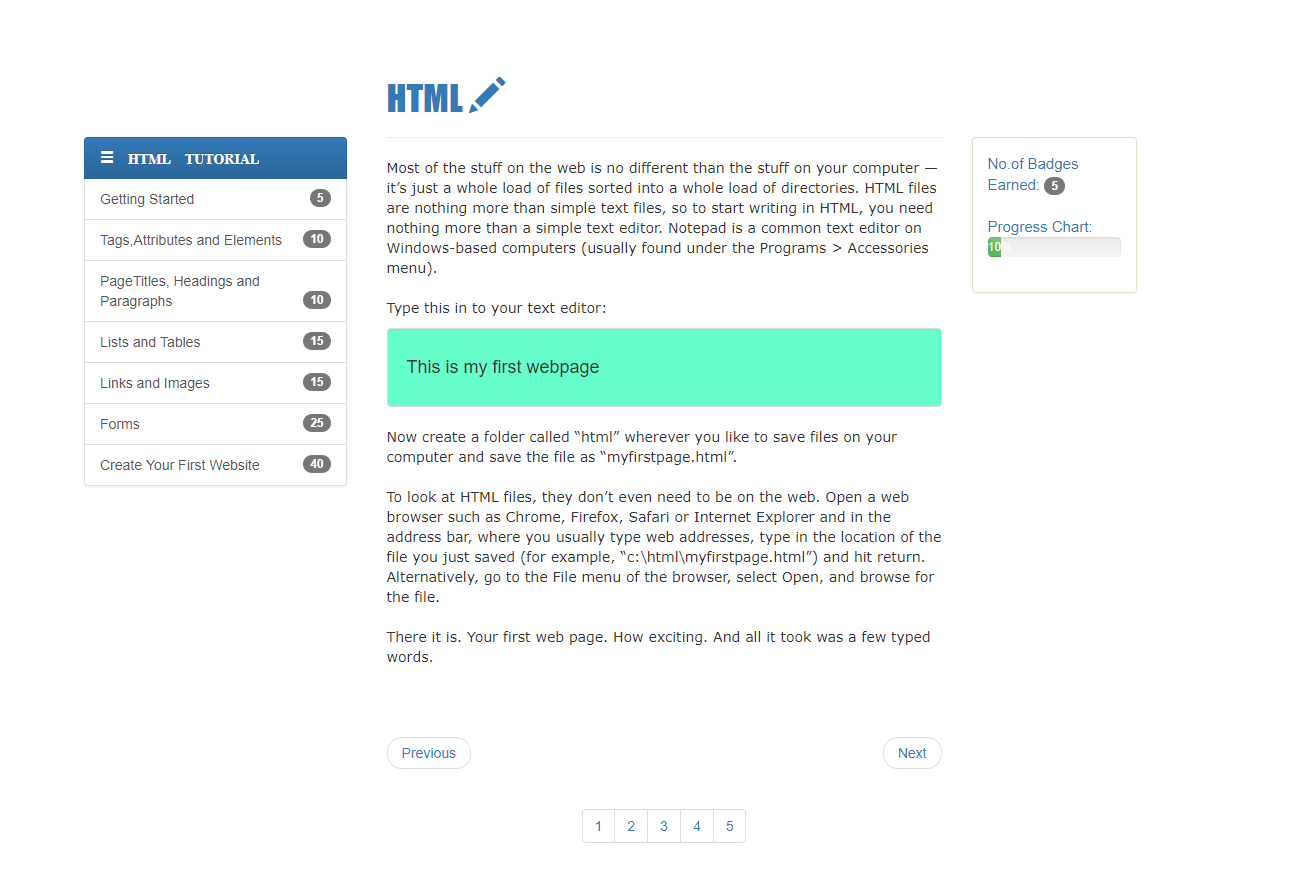 HTML
HTML TUTORIAL
Getting Started 5
Tags,Attributes and Elements 10
PageTitles, Headings and
Paragraphs 10
Lists and Tables 15
Links and Images 15
Forms 25
Create Your First Website 40
Most of the stuff on the web is no different than the stuff on your computer —
it’s just a whole load of files sorted into a whole load of directories. HTML files
are nothing more than simple text files, so to start writing in HTML, you need
nothing more than a simple text editor. Notepad is a common text editor on
Windows-based computers (usually found under the Programs > Accessories
menu).
Type this in to your text editor:
This is my first webpage
Now create a folder called “html” wherever you like to save files on your
computer and save the file as “myfirstpage.html”.
To look at HTML files, they don’t even need to be on the web. Open a web
browser such as Chrome, Firefox, Safari or Internet Explorer and in the
address bar, where you usually type web addresses, type in the location of the
file you just saved (for example, “c:\html\myfirstpage.html”) and hit return.
Alternatively, go to the File menu of the browser, select Open, and browse for
the file.
There it is. Your first web page. How exciting. And all it took was a few typed
words.
Previous
Next
1 2 3 4 5
No.of Badges
Earned: 5
Progress Chart:
10%